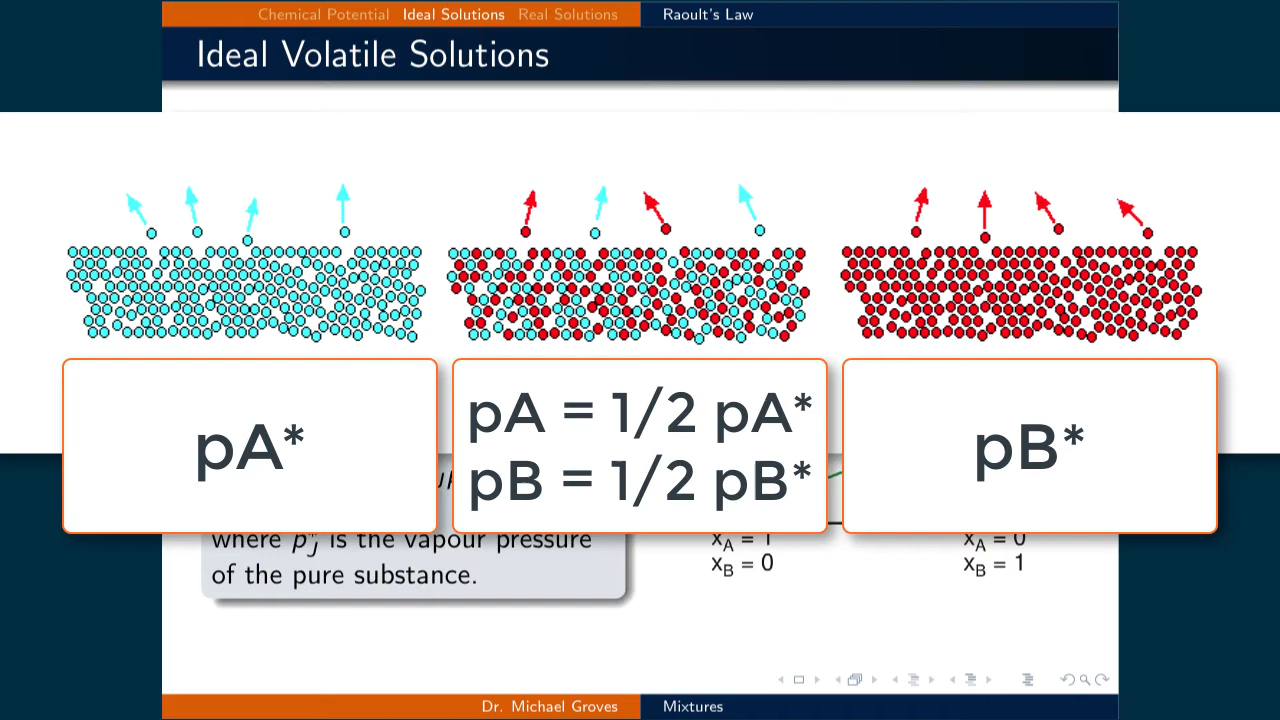 Chemical Potential Ideal Solutions Real Solutions Raoult's Law
Ideal Volatile Solutions
pA*
pA = 1/2 pA*
pB = 1/2 pB*
pB*
where p*J is the vapour pressure
of the pure substance.
xA = 1
xB = 0
xA = 0
xB = 1
Dr. Michael Groves Mixtures